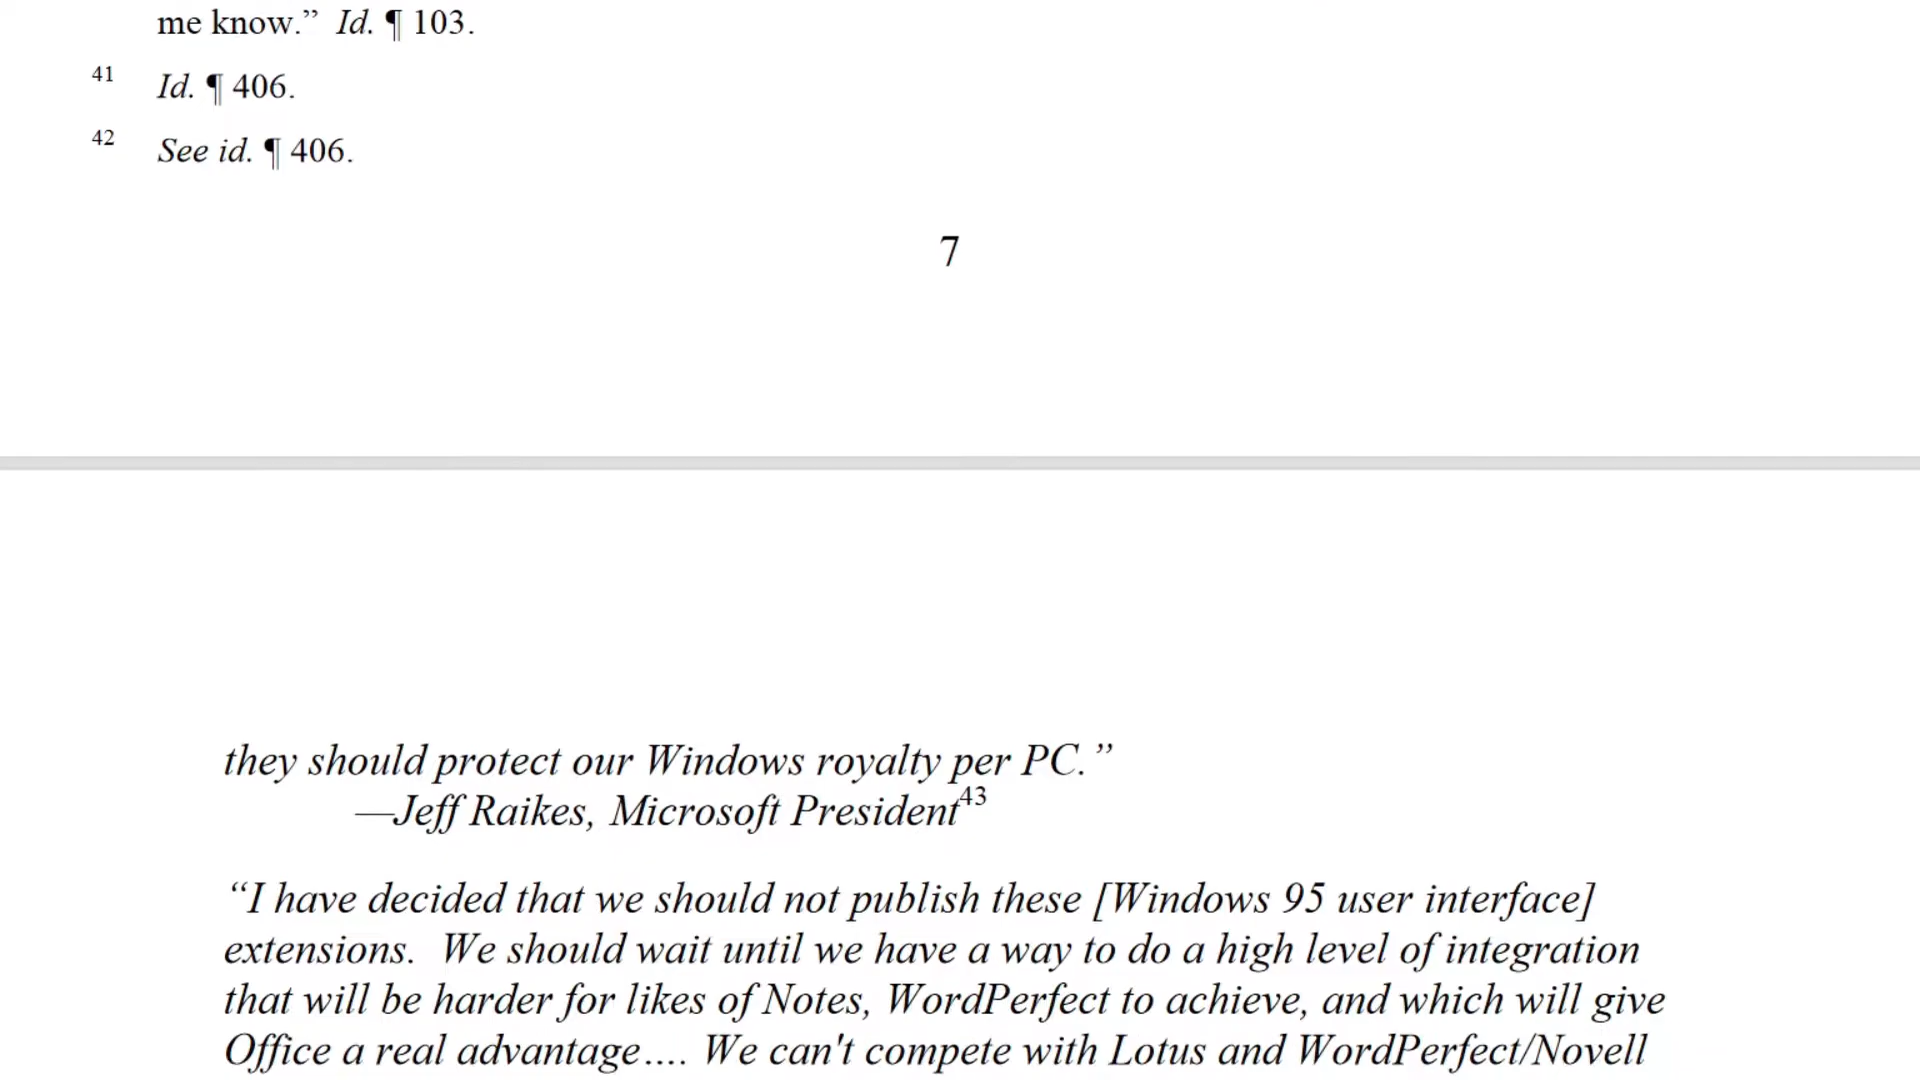 me know.” Id. ¶ 103.
41 Id. ¶ 406.
42 See id. ¶ 406.
7
they should protect our Windows royalty per PC.”
—Jeff Raikes, Microsoft President43
“I have decided that we should not publish these [Windows 95 user interface]
extensions. We should wait until we have a way to do a high level of integration
that will be harder for likes of Notes, WordPerfect to achieve, and which will give
Office a real advantage…. We can't compete with Lotus and WordPerfect/Novell